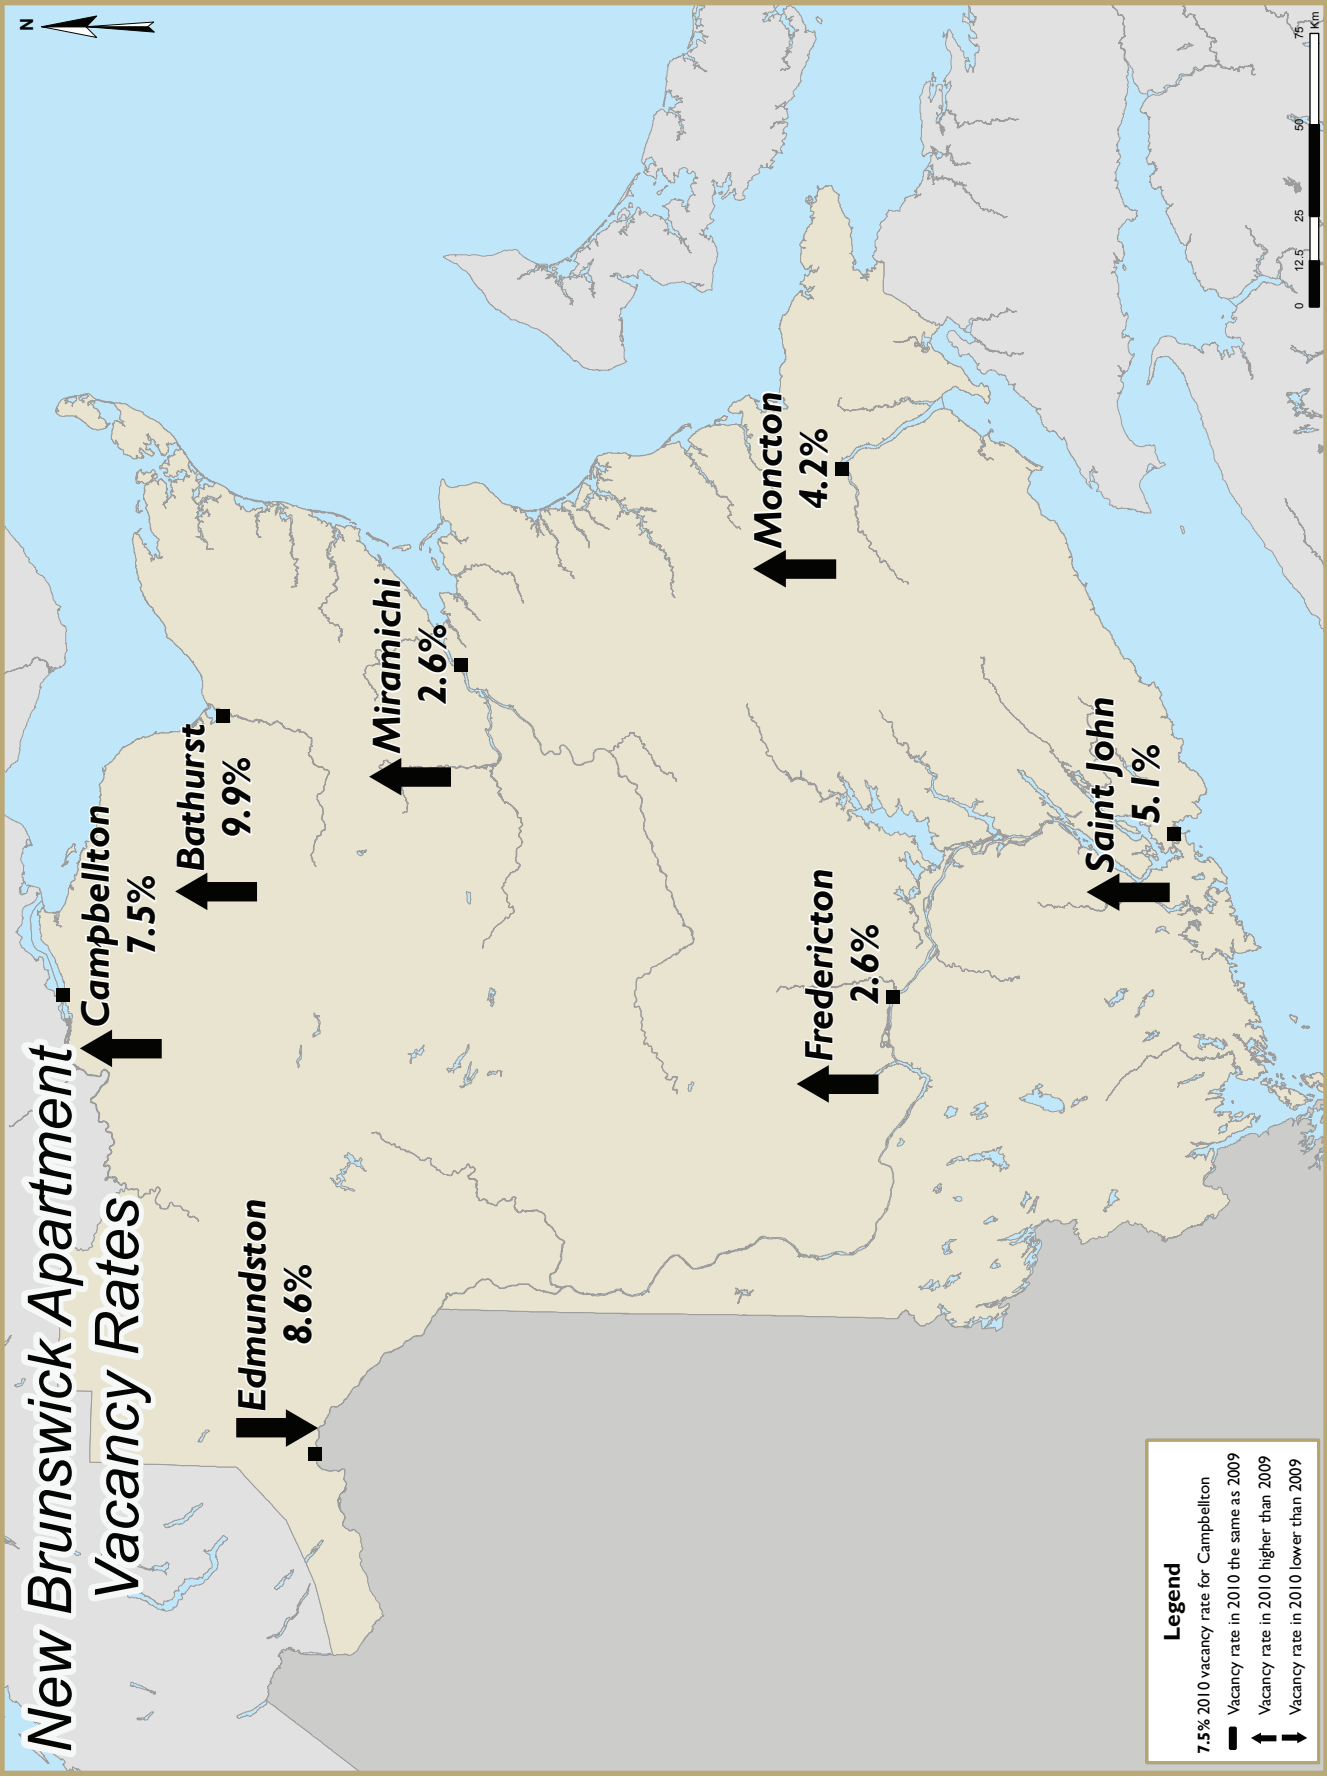 New Brunswick Apartment
Vacancy Rates
N
Campbellton
7.5%
Bathurst
9.9%
Edmundston
8.6%
Miramichi
2.6%
Moncton
4.2%
Fredericton
2.6%
Saint John
5.1%
Legend
7.5% 2010 vacancy rate for Campbellton
Vacancy rate in 2010 the same as 2009
Vacancy rate in 2010 higher than 2009
Vacancy rate in 2010 lower than 2009
0 12.5 25 50 75
Km